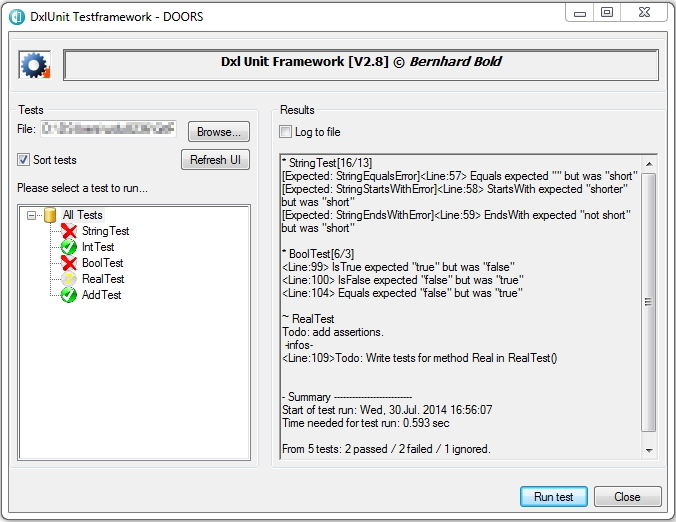 DxlUnit Testframework - DOORS
Dxl Unit Framework [V2.8] © Bernhard Bold
Tests
File:
Browse...
Sort tests
Refresh UI
Please select a test to run...
All Tests
StringTest
IntTest
BoolTest
RealTest
AddTest
Results
Log to file
* StringTest[16/13]
[Expected: StringEqualsError]<Line:57> Equals expected "" but was "short"
[Expected: StringStartsWithError]<Line:58> StartsWith expected "shorter"
but was "short"
[Expected: StringEndsWithError]<Line:59> EndsWith expected "not short"
but was "short"
* BoolTest[6/3]
<Line:99> IsTrue expected "true" but was "false"
<Line:100> IsFalse expected "false" but was "true"
<Line:104> Equals expected "false" but was "true"
~ RealTest
Todo: add assertions.
-infos-
<Line:109>Todo: Write tests for method Real in RealTest()
- Summary --------------------------
Start of test run: Wed, 30.Jul. 2014 16:56:07
Time needed for test run: 0.593 sec
From 5 tests: 2 passed / 2 failed / 1 ignored.
Run test
Close